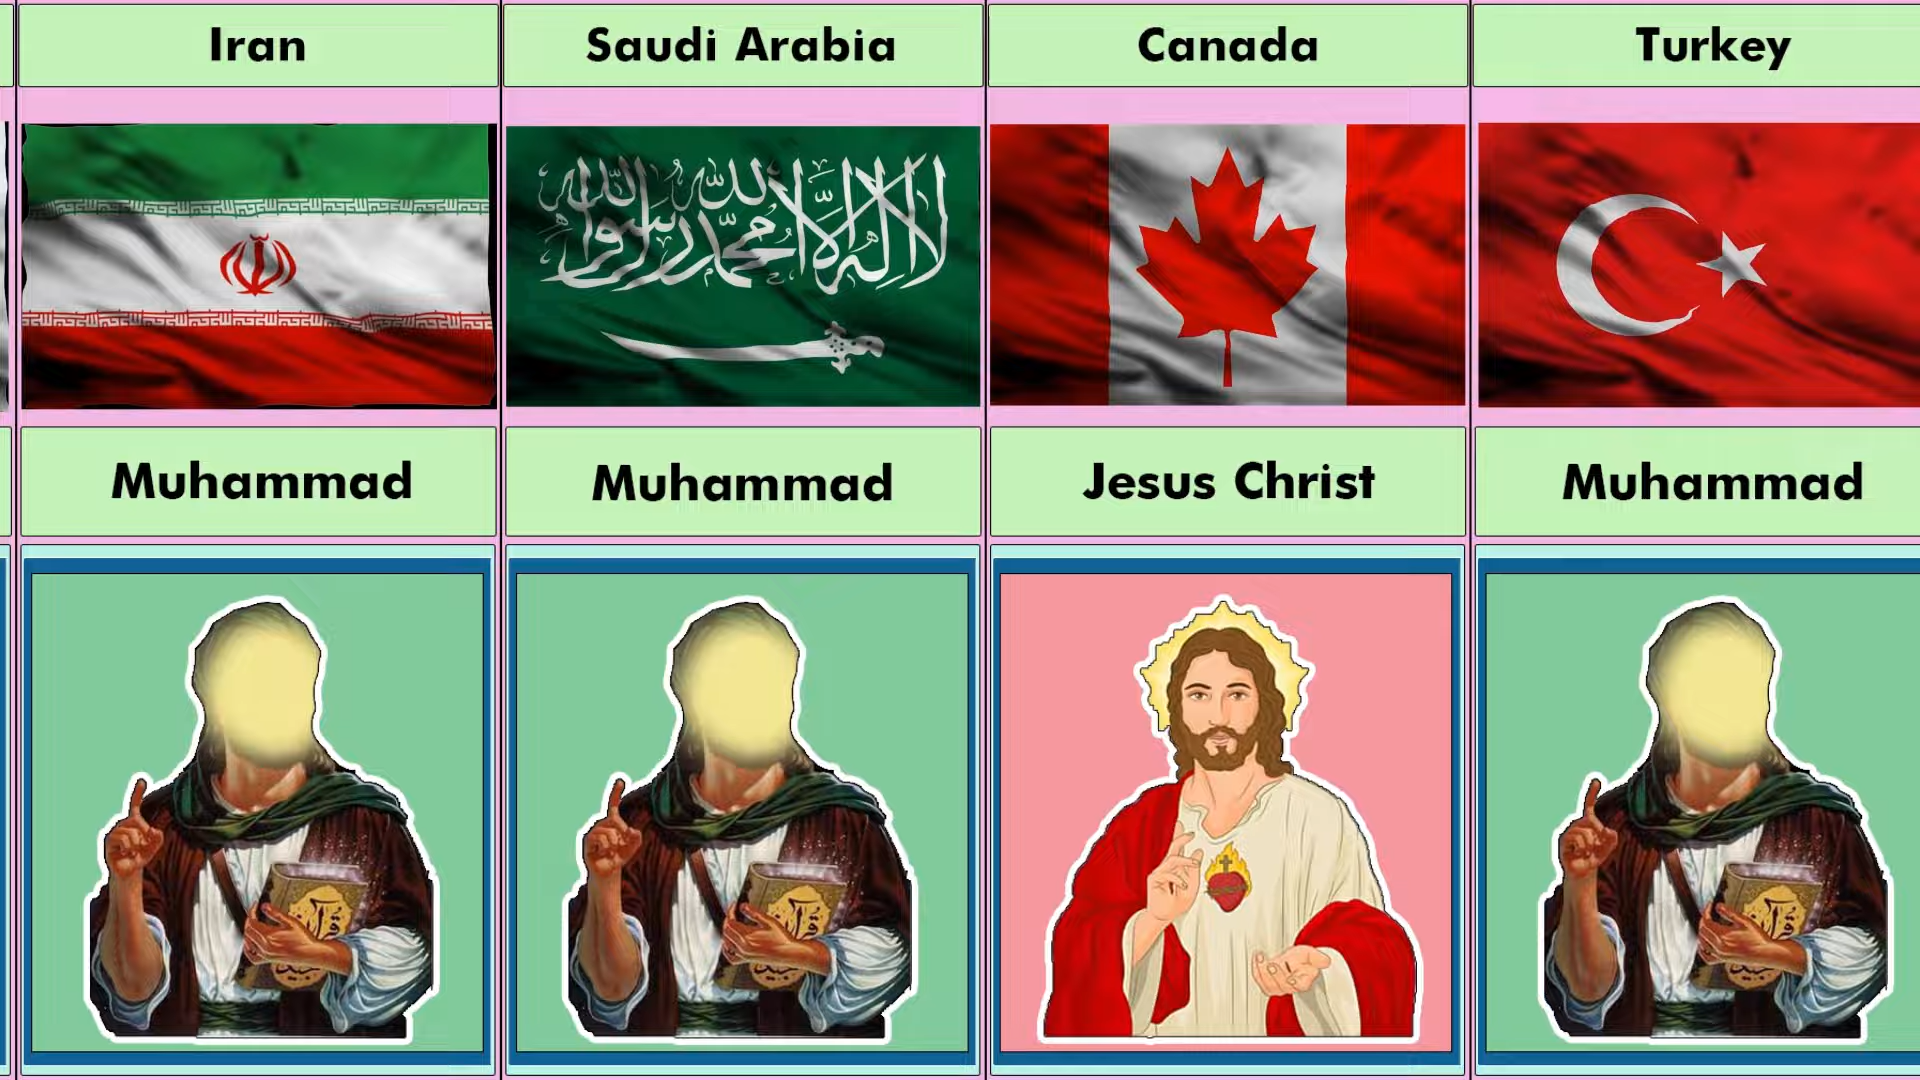 Iran
Saudi Arabia
Canada
Turkey
لا إله إلا الله محمد رسول الله
Muhammad
Muhammad
Jesus Christ
Muhammad